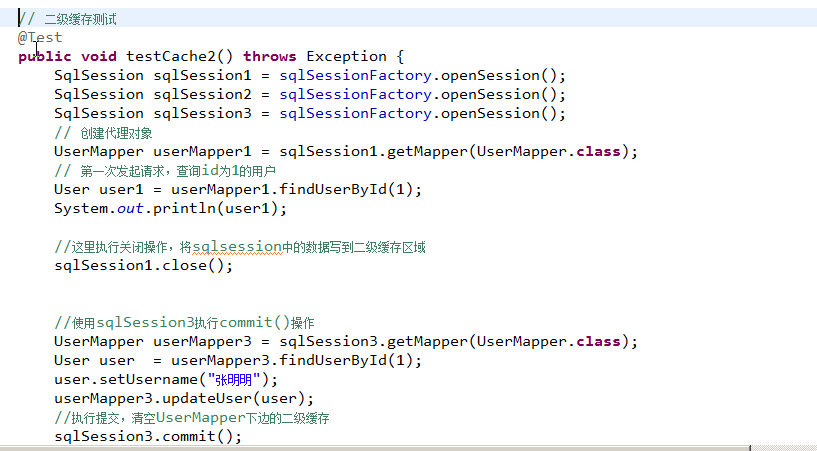 // 二级缓存测试
@Test
public void testCache2() throws Exception {
SqlSession sqlSession1 = sqlSessionFactory.openSession();
SqlSession sqlSession2 = sqlSessionFactory.openSession();
SqlSession sqlSession3 = sqlSessionFactory.openSession();
// 创建代理对象
UserMapper userMapper1 = sqlSession1.getMapper(UserMapper.class);
// 第一次发起请求，查询id为1的用户
User user1 = userMapper1.findUserById(1);
System.out.println(user1);
//这里执行关闭操作，将sqlsession中的数据写到二级缓存区域
sqlSession1.close();
//使用sqlSession3执行commit()操作
UserMapper userMapper3 = sqlSession3.getMapper(UserMapper.class);
User user  = userMapper3.findUserById(1);
user.setUsername("张明明");
userMapper3.updateUser(user);
//执行提交，清空UserMapper下边的二级缓存
sqlSession3.commit();